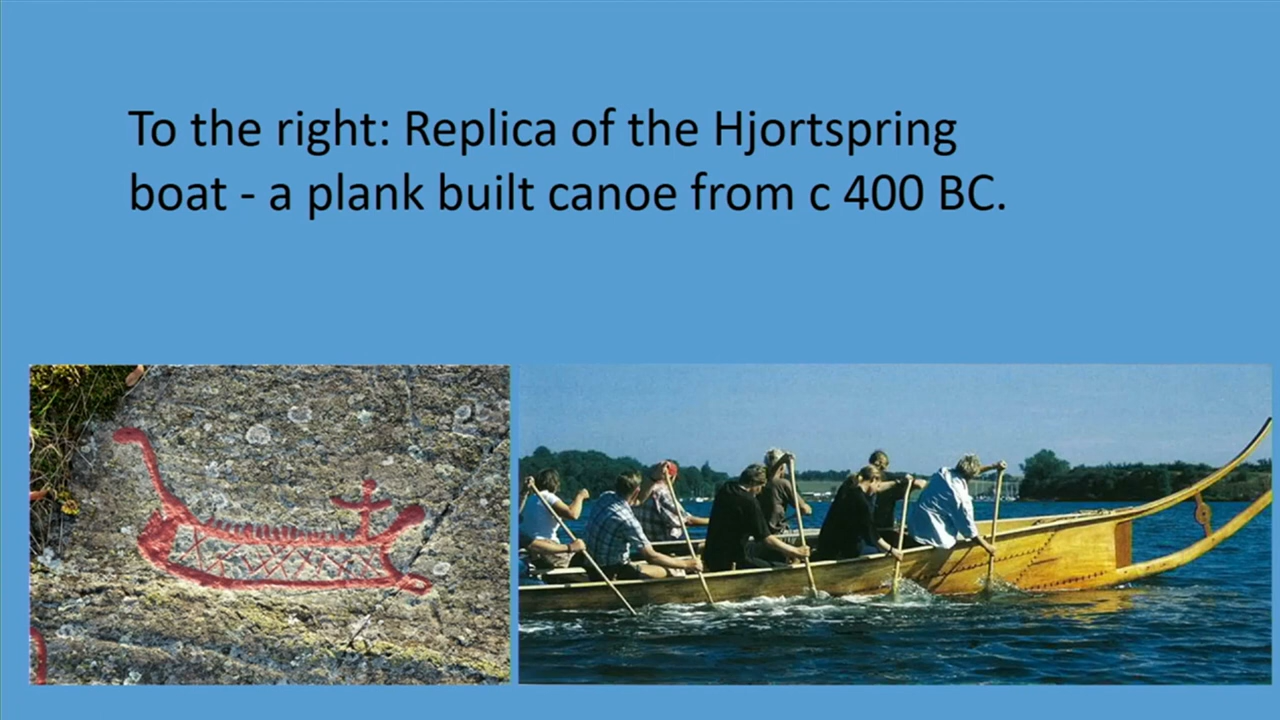 To the right: Replica of the Hjortspring
boat - a plank built canoe from c 400 BC.